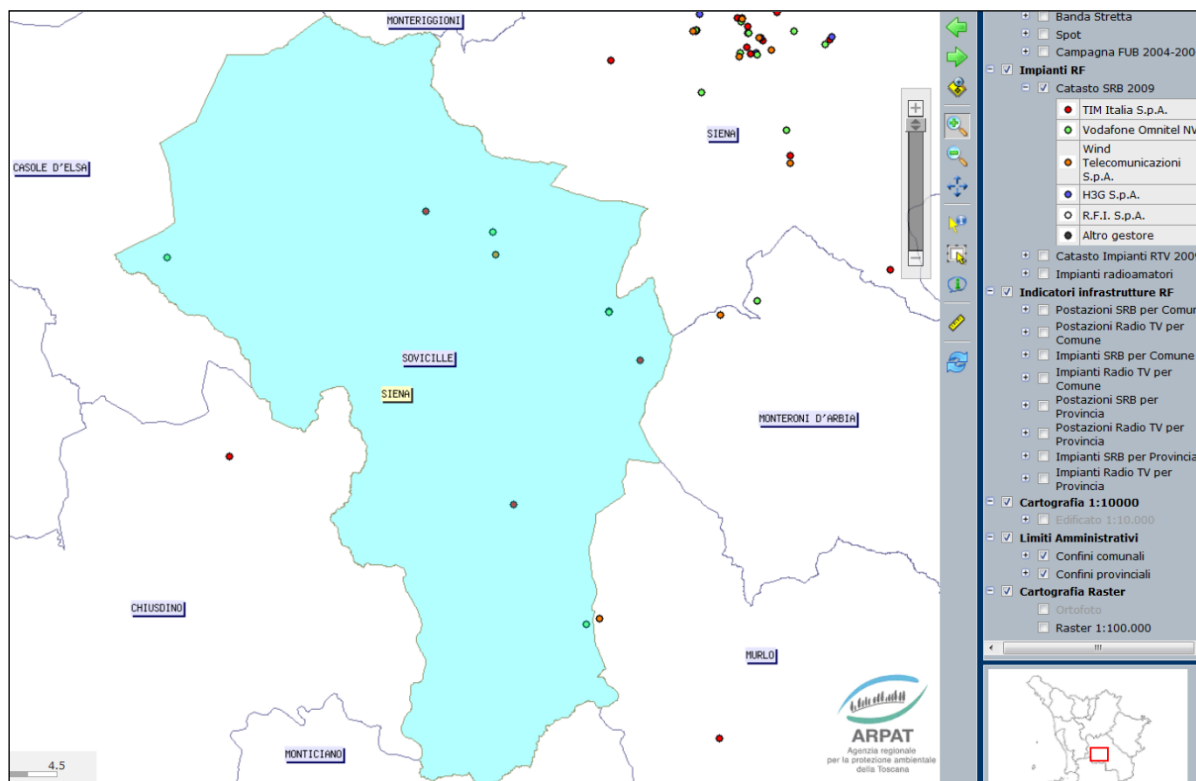 MONTERIGGIONI
SIENA
CASOLE D'ELSA
SOVICILLE
SIENA
MONTERONI D'ARBIA
CHIUSDINO
MURLO
MONTICIANO
4.5
ARPAT
Agenzia regionale
per la protezione ambientale
della Toscana
Banda Stretta
Spot
Campagna FUB 2004-200
Impianti RF
Catasto SRB 2009
TIM Italia S.p.A.
Vodafone Omnitel NV
Wind
Telecomunicazioni
S.p.A.
H3G S.p.A.
R.F.I. S.p.A.
Altro gestore
Catasto Impianti RTV 2009
Impianti radioamatori
Indicatori infrastrutture RF
Postazioni SRB per Comun
Postazioni Radio TV per
Comune
Impianti SRB per Comune
Impianti Radio TV per
Comune
Postazioni SRB per
Provincia
Postazioni Radio TV per
Provincia
Impianti SRB per Provincia
Impianti Radio TV per
Provincia
Cartografia 1:10000
Edificato 1:10.000
Limiti Amministrativi
Confini comunali
Confini provinciali
Cartografia Raster
Ortofoto
Raster 1:100.000